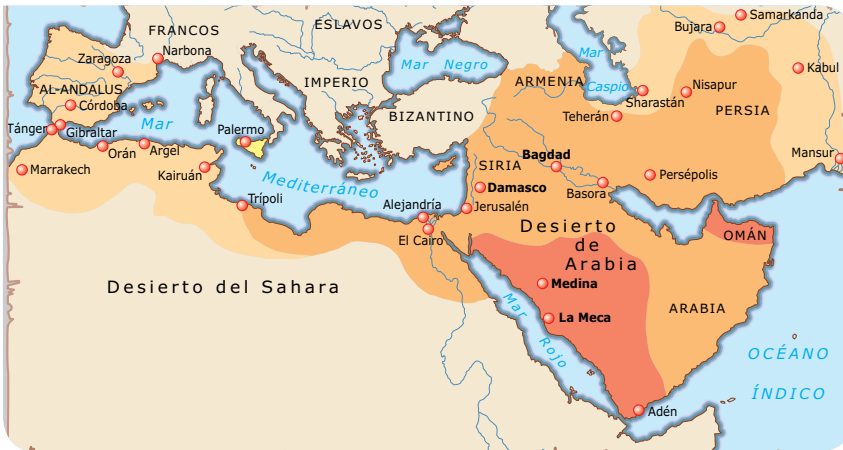 Samarkanda
Bujara
ESLAVOS
FRANCOS
Narbona
Zaragoza
Mar Negro
Mar
Caspio
Kabul
IMPERIO
ARMENIA
AL-ANDALUS
Nisapur
Sharastán
Córdoba
BIZANTINO
Teherán
PERSIA
Mar
Palermo
Tánger
Gibraltar
Orán
Argel
Mansur
Bagdad
SIRIA
Marrakech
Kairuán
Mediterráneo
Persépolis
Damasco
Basora
Trípoli
Alejandría
Jerusalén
El Cairo
Desierto
de
Arabia
OMÁN
Desierto del Sahara
Medina
ARABIA
Mar Rojo
La Meca
OCÉANO
ÍNDICO
Adén